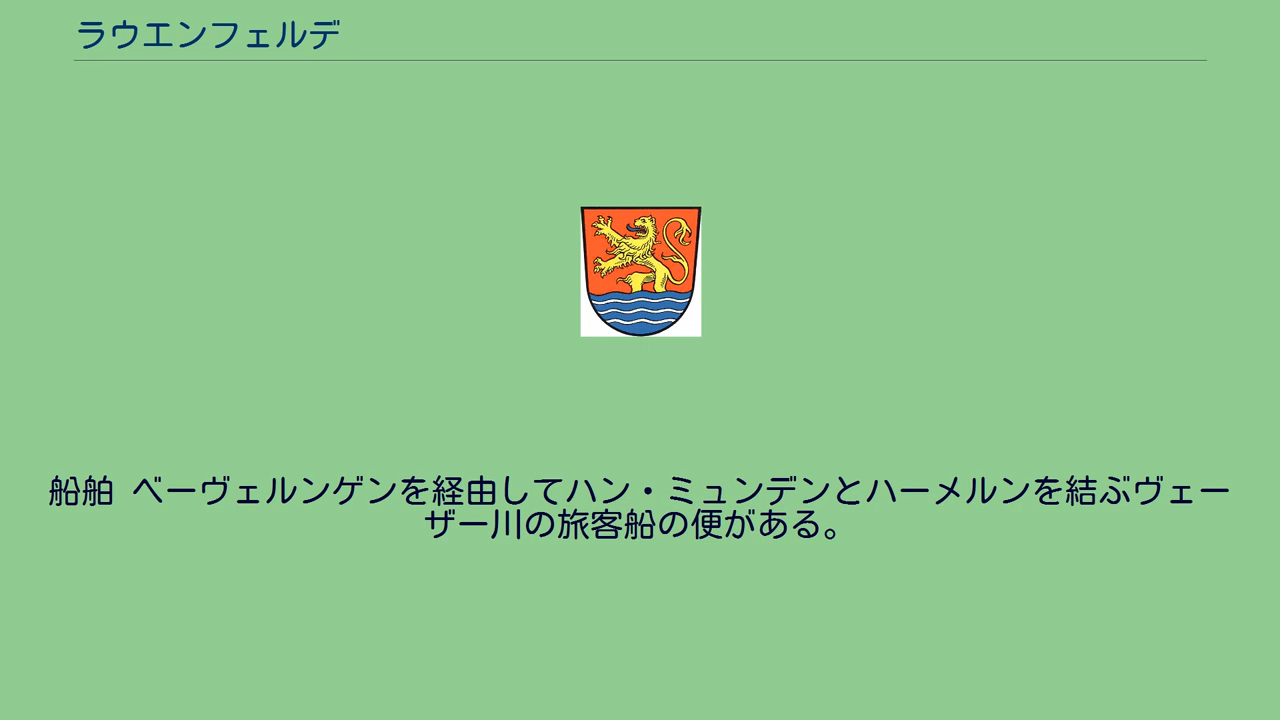 ラウエンフェルデ
船舶 ベーヴェルンゲンを経由してハン・ミュンデンとハーメルンを結ぶヴェー
ザー川の旅客船の便がある。